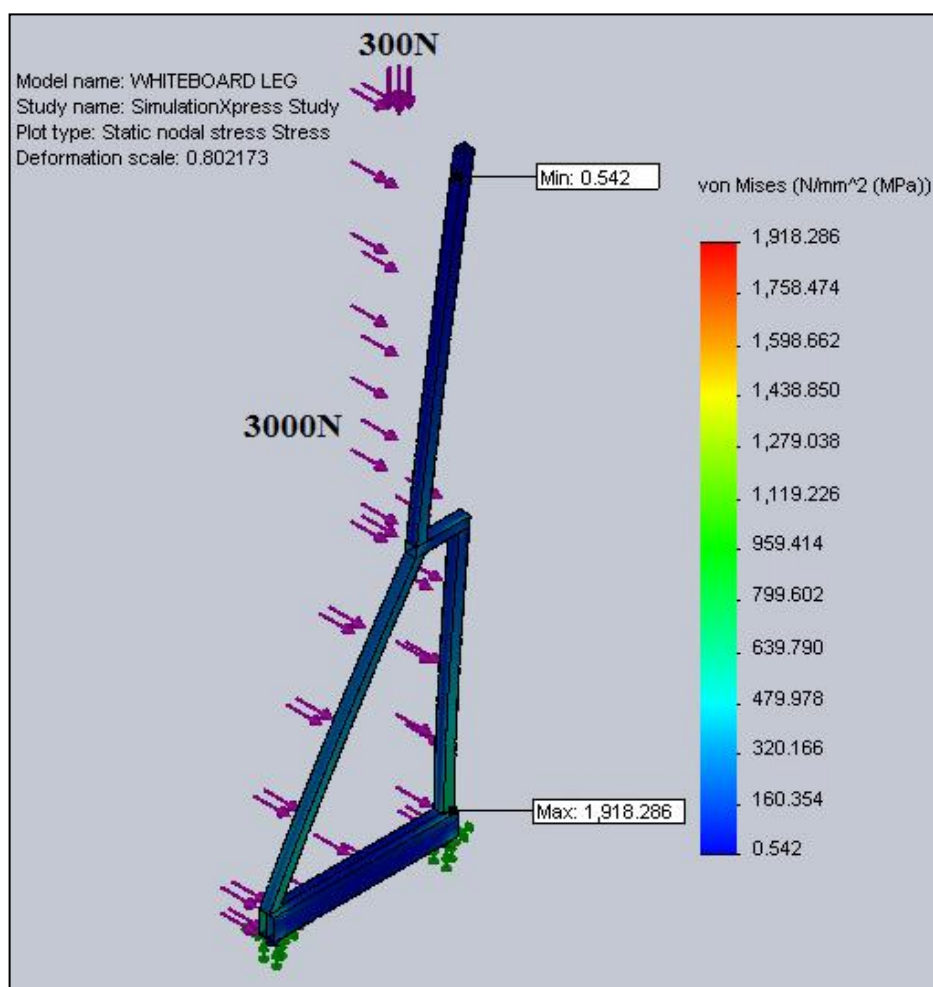 300N
Model name: WHITEBOARD LEG
Study name: SimulationXpress Study
Plot type: Static nodal stress Stress
Deformation scale: 0.802173
Min: 0.542
von Mises (N/mm^2 (MPa))
1,918.286
1,758.474
1,598.662
1,438.850
1,279.038
1,119.226
959.414
799.602
639.790
479.978
320.166
160.354
0.542
3000N
Max: 1,918.286